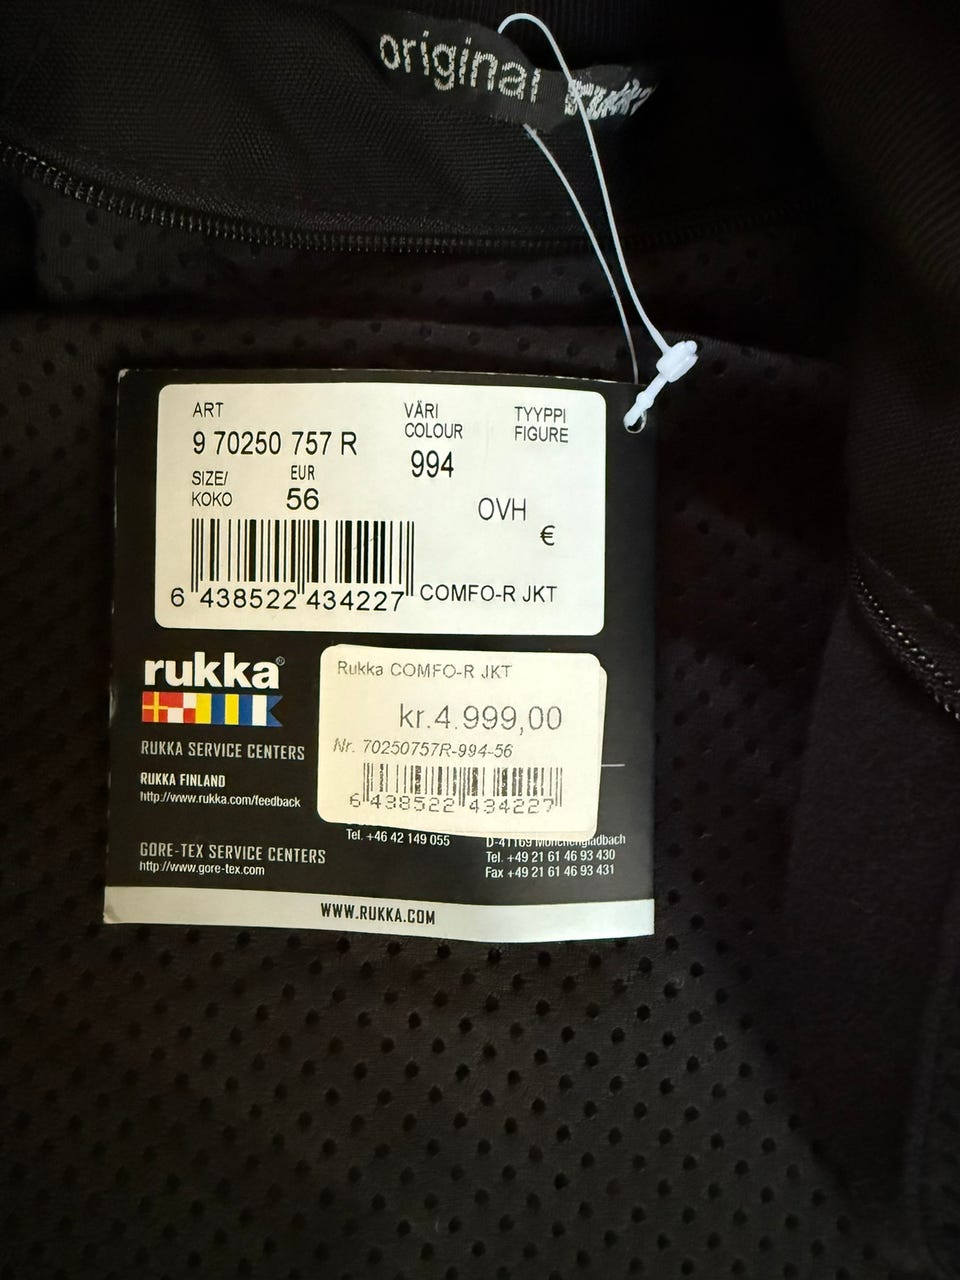 original rukka
ART
VÄRI
COLOUR
TYYPPI
FIGURE
9 70250 757 R
994
SIZE/
KOKO
EUR
56
OVH
€
6 438522 434227
COMFO-R JKT
rukka®
RUKKA SERVICE CENTERS
RUKKA FINLAND
http://www.rukka.com/feedback
GORE-TEX SERVICE CENTERS
http://www.gore-tex.com
Rukka COMFO-R JKT
kr.4.999,00
Nr. 70250757R-994-56
6 438522 434227
Tel. +46 42 149 055
D-41169 Mönchengladbach
Tel. +49 21 61 46 93 430
Fax +49 21 61 46 93 431
WWW.RUKKA.COM